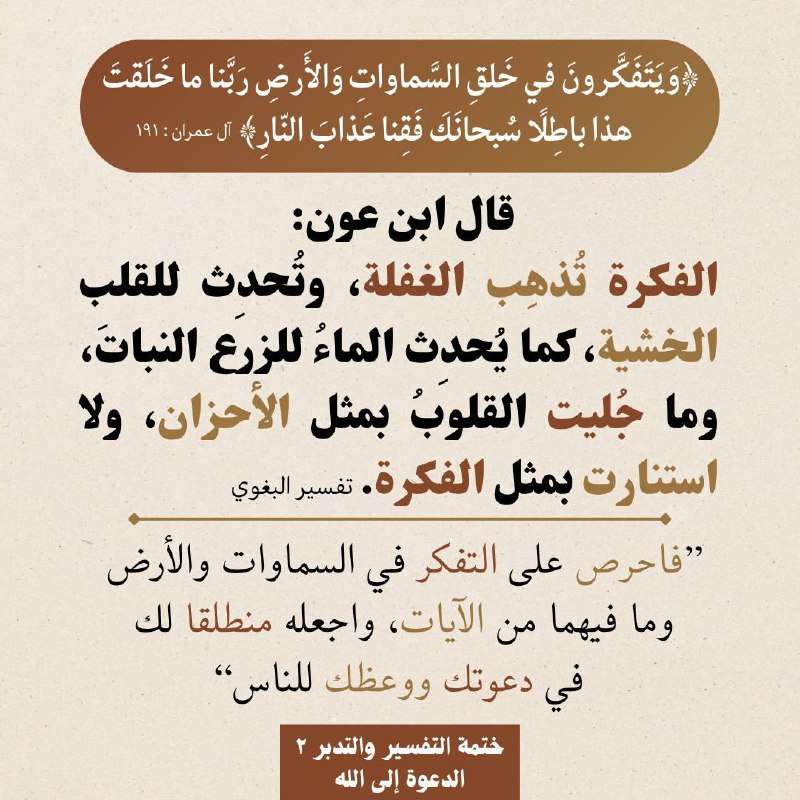 ﴿وَيَتَفَكَّرونَ في خَلقِ السَّماواتِ وَالأَرضِ رَبَّنا ما خَلَقتَ
هذا باطِلًا سُبحانَكَ فَقِنا عَذابَ النّارِ﴾ آل عمران : ١٩١
قال ابن عون:
الفكرة تُذهِب الغفلة، وتُحدِث للقلب
الخشية، كما يُحدِث الماءُ للزرع النباتَ،
وما جُليت القلوبُ بمثل الأحزان، ولا
استنارت بمثل الفكرة. تفسير البغوي
”فاحرص على التفكر في السماوات والأرض
وما فيهما من الآيات، واجعله منطلقا لك
في دعوتك ووعظك للناس“
ختمة التفسير والتدبر ٢
الدعوة إلى الله